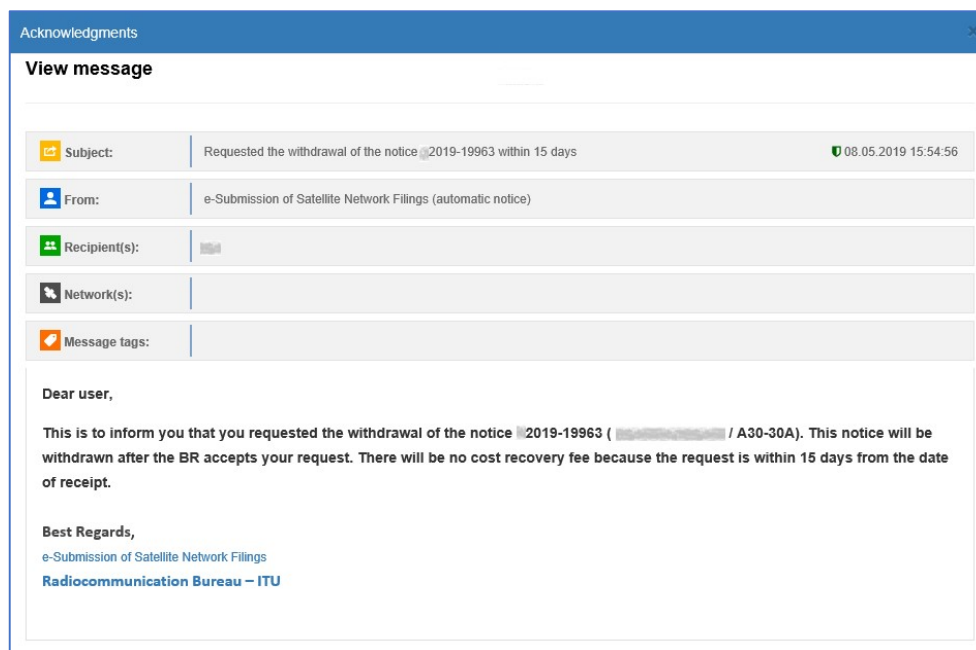 Acknowledgments
View message
Subject: Requested the withdrawal of the notice 2019-19963 within 15 days 08.05.2019 15:54:56
From: e-Submission of Satellite Network Filings (automatic notice)
Recipient(s):
Network(s):
Message tags:
Dear user,
This is to inform you that you requested the withdrawal of the notice 2019-19963 ( / A30-30A). This notice will be
withdrawn after the BR accepts your request. There will be no cost recovery fee because the request is within 15 days from the date
of receipt.
Best Regards,
e-Submission of Satellite Network Filings
Radiocommunication Bureau – ITU